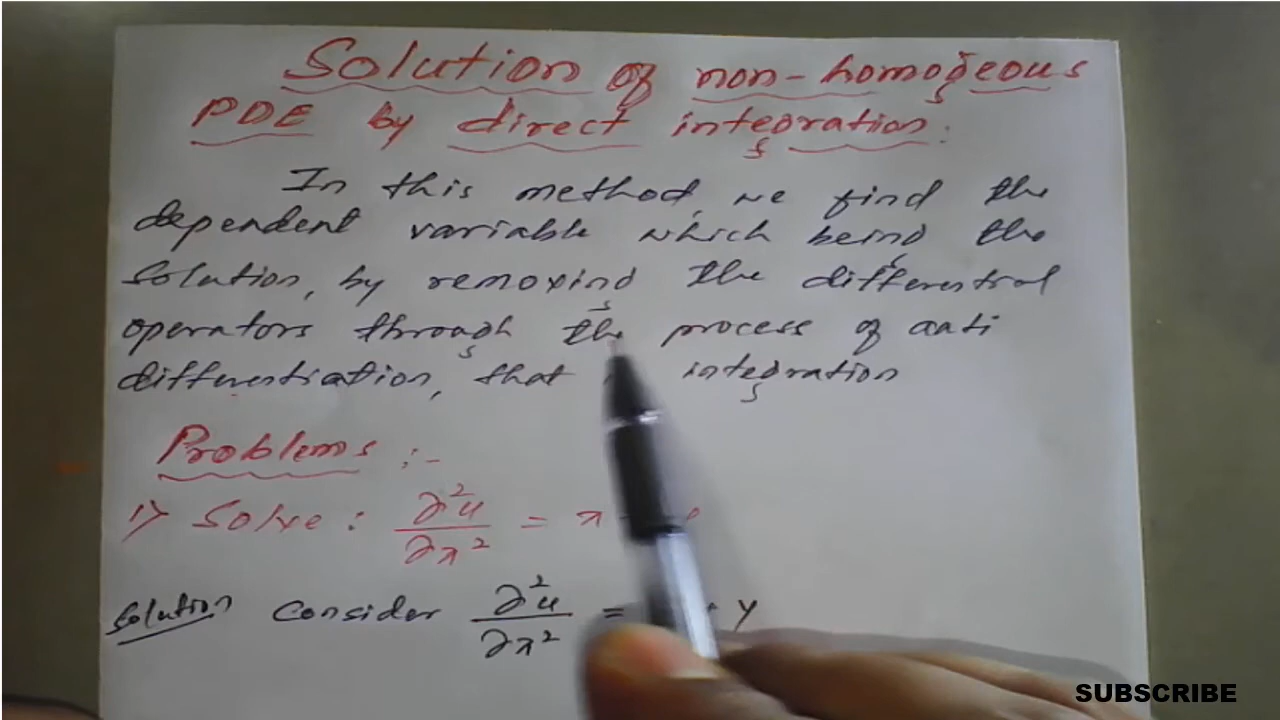 Solution of non-homogeous
PDE by direct integration.
In this method, we find the
dependent variable which being the
solution, by removing the differential
operators through the process of anti
differentiation, that integration
Problems :-
1) Solve : ∂²u/∂x² = x
Solution Consider ∂²u/∂x² = y
SUBSCRIBE